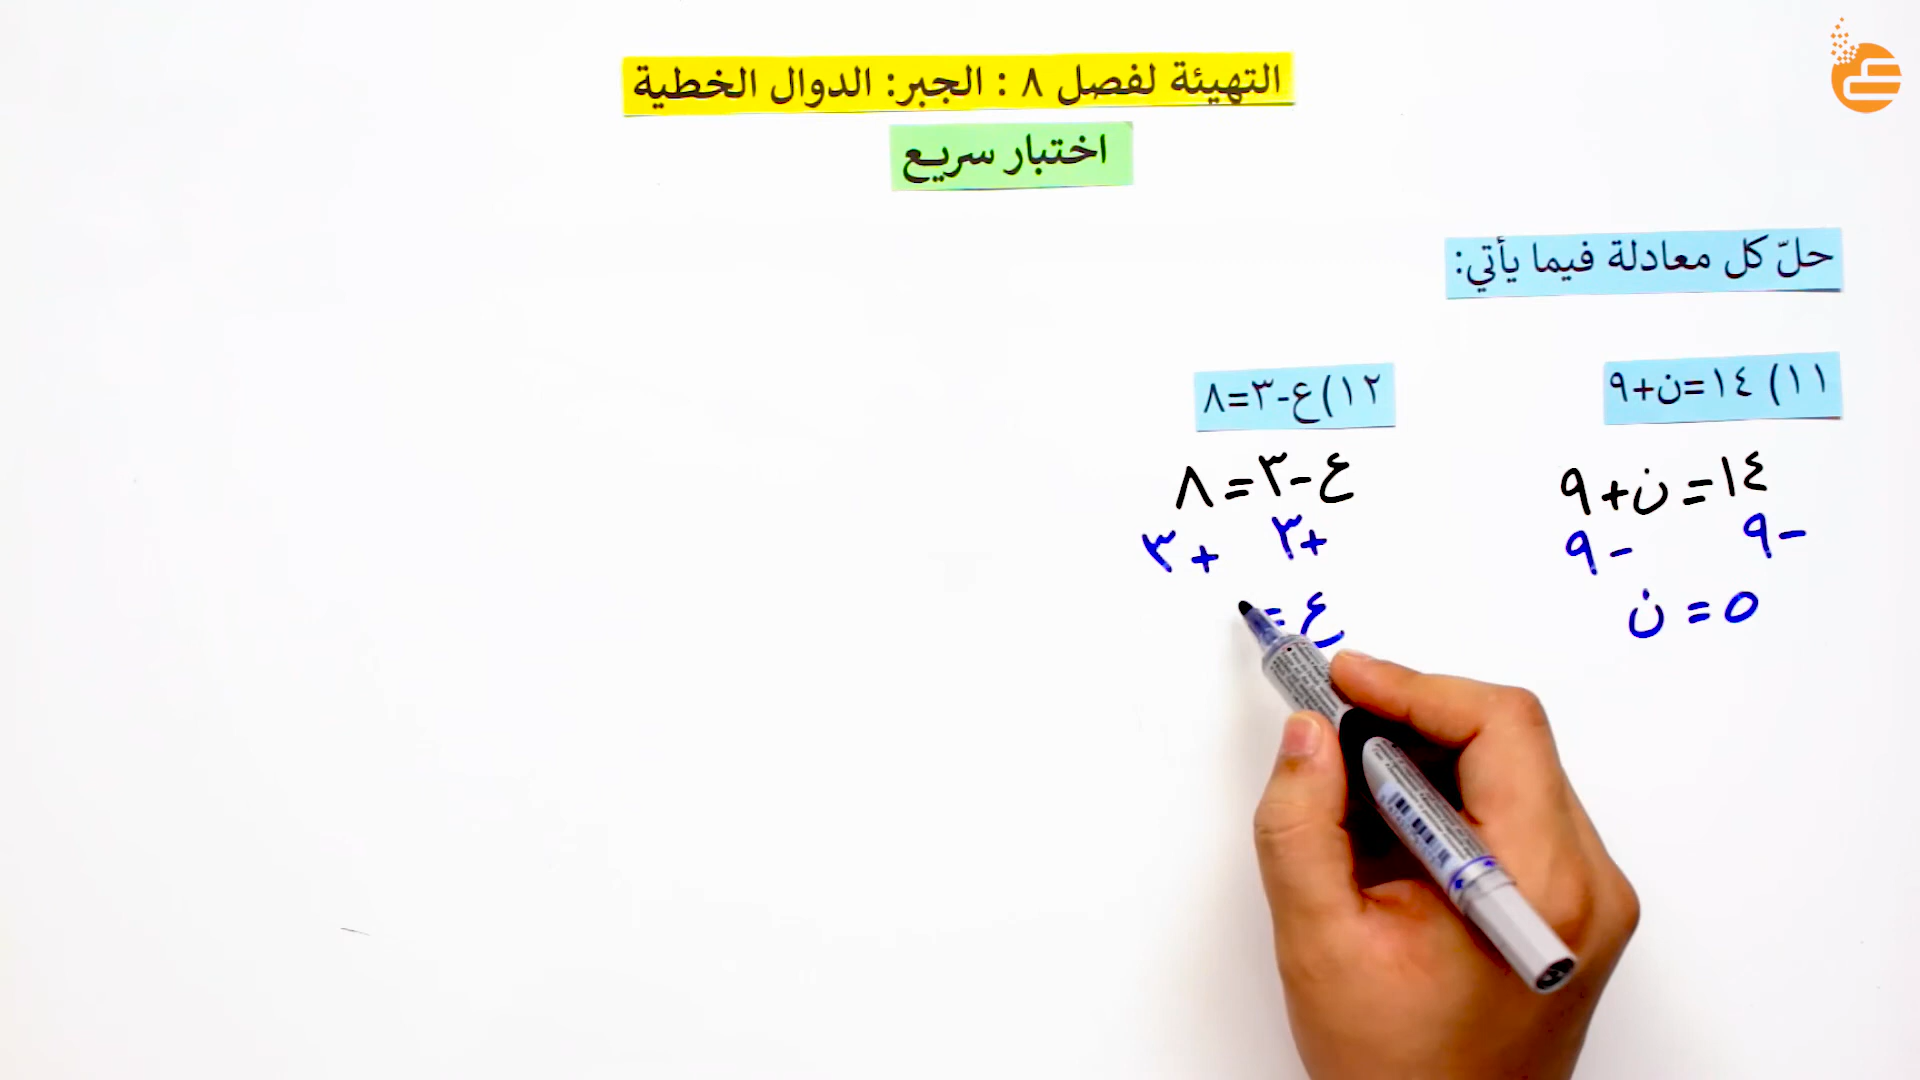 التهيئة لفصل ٨ : الجبر: الدوال الخطية
اختبار سريع
حلّ كل معادلة فيما يأتي:
١١) ١٤=ن+٩
١٤=ن+٩
-٩ -٩
٥=ن
١٢)ع-٣=٨
ع-٣=٨
+٣ +٣
ع=